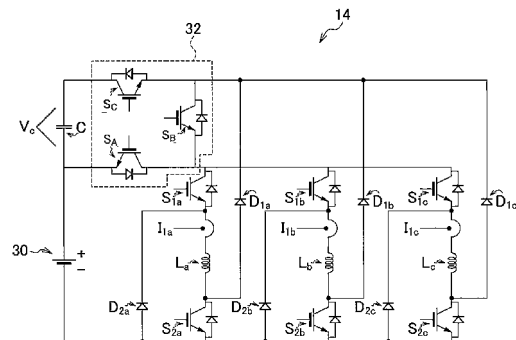 32
14
S_C
V_c
C
S_B
S_A
S_1a
S_1b
S_1c
D_1a
D_1b
D_1c
I_1a
I_1b
I_1c
30
+
-
L_a
L_b
L_c
D_2a
D_2b
D_2c
S_2a
S_2b
S_2c